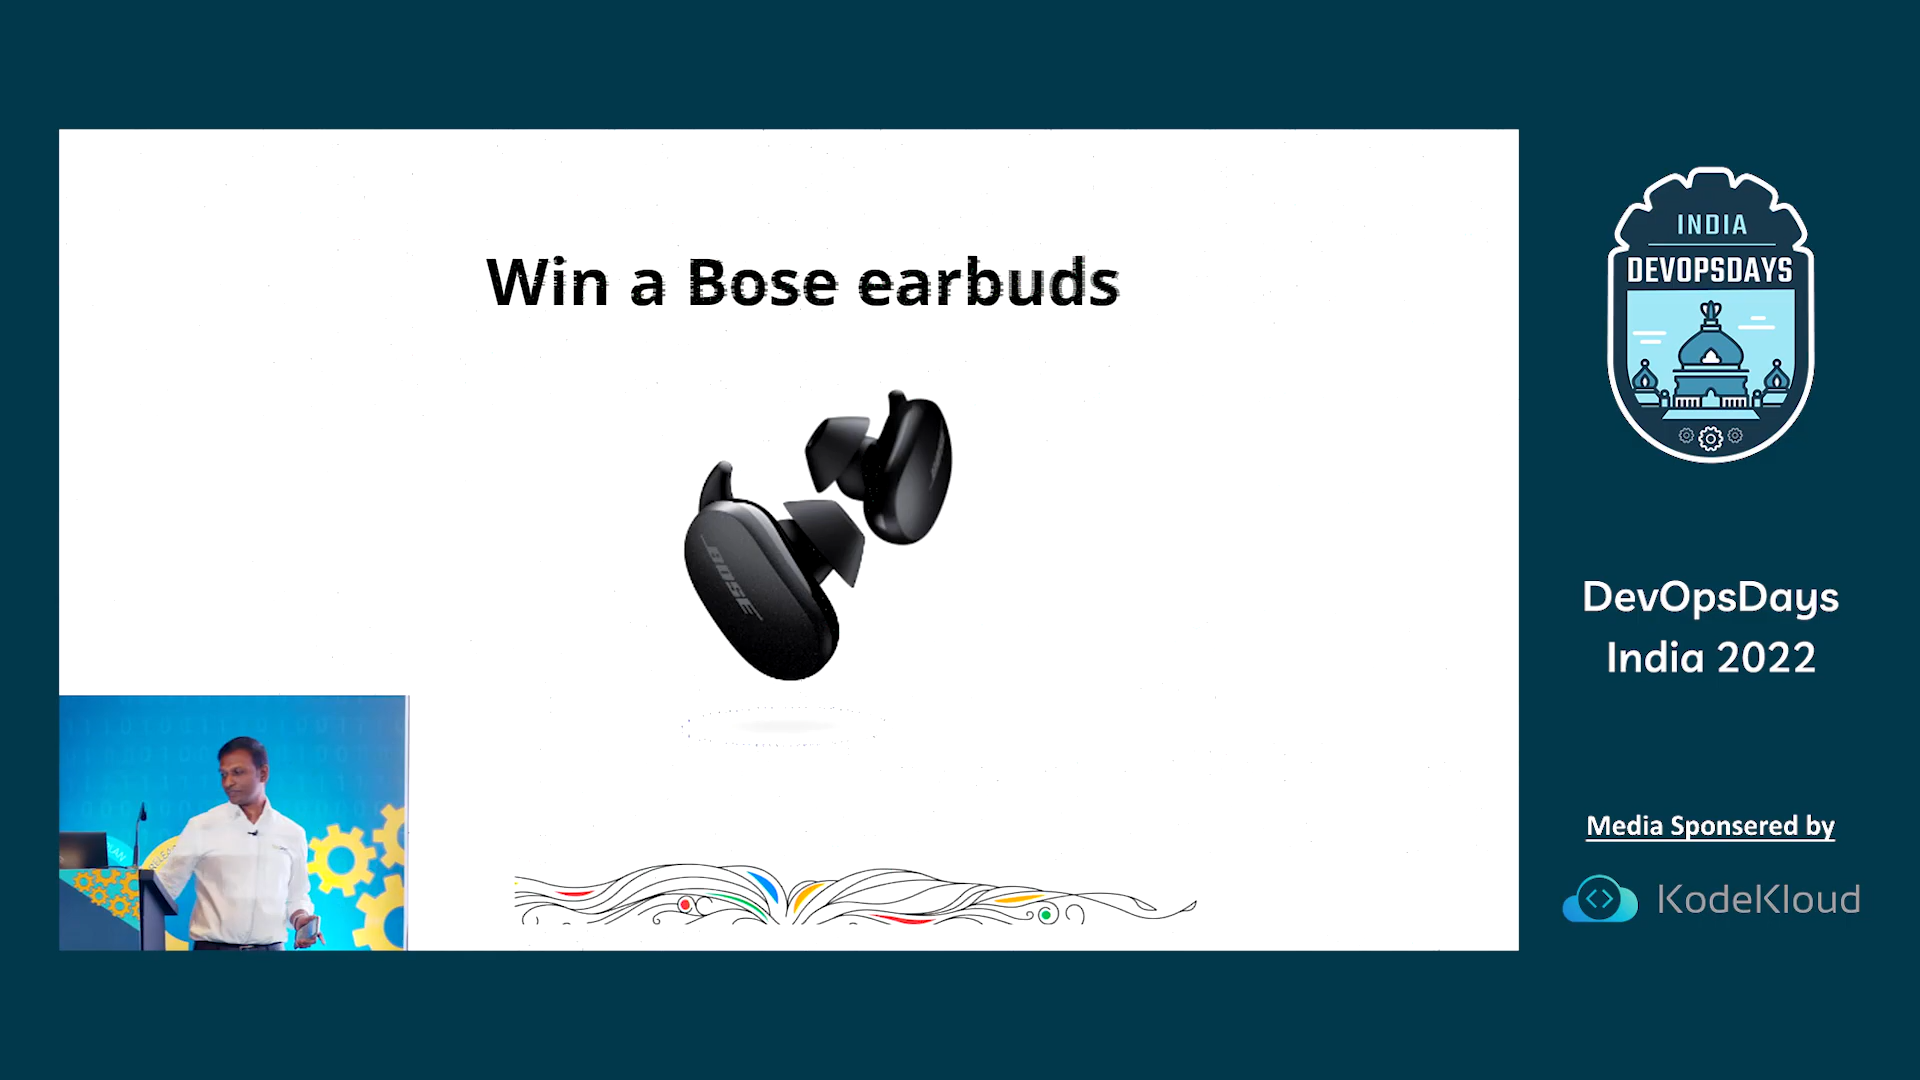 Win a Bose earbuds
BOSE
INDIA
DEVOPSDAYS
DevOpsDays
India 2022
Media Sponsered by
KodeKloud